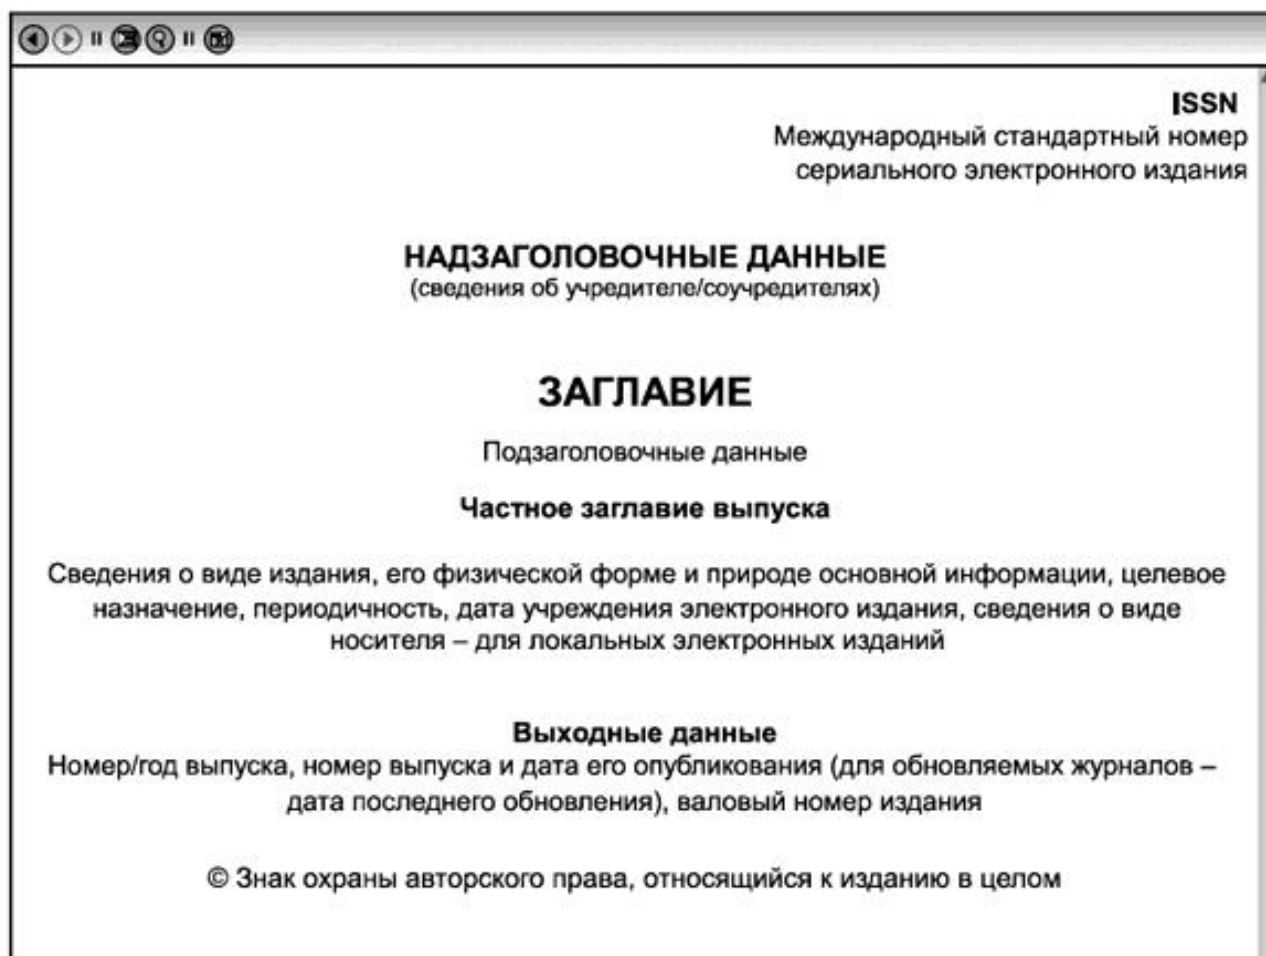 ISSN
Международный стандартный номер
сериального электронного издания
НАДЗАГОЛОВОЧНЫЕ ДАННЫЕ
(сведения об учредителе/соучредителях)
ЗАГЛАВИЕ
Подзаголовочные данные
Частное заглавие выпуска
Сведения о виде издания, его физической форме и природе основной информации, целевое
назначение, периодичность, дата учреждения электронного издания, сведения о виде
носителя – для локальных электронных изданий
Выходные данные
Номер/год выпуска, номер выпуска и дата его опубликования (для обновляемых журналов –
дата последнего обновления), валовый номер издания
© Знак охраны авторского права, относящийся к изданию в целом